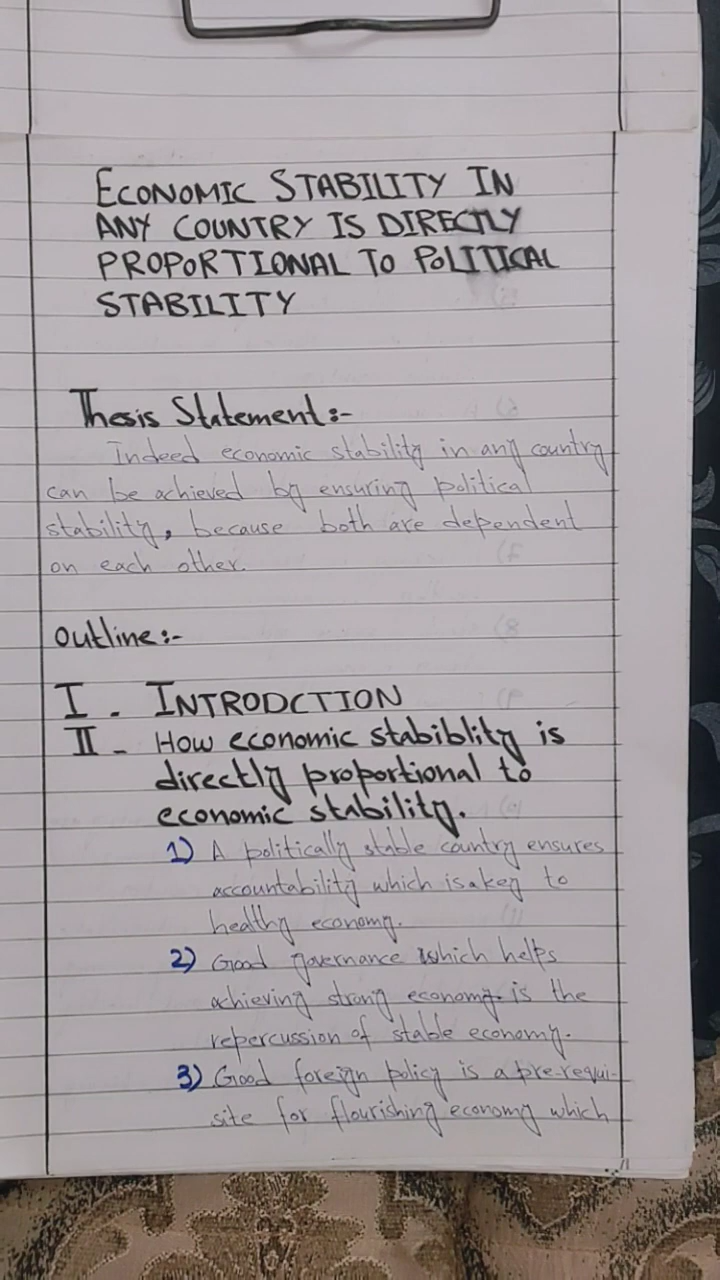 ECONOMIC STABILITY IN
ANY COUNTRY IS DIRECTLY
PROPORTIONAL TO POLITICAL
STABILITY
Thesis Statement:-
Indeed economic stability in any country
can be achieved by ensuring political
stability, because both are dependent
on each other.
Outline:-
I. INTRODCTION
II- How economic stabiblity is
directly proportional to
economic stability.
1) A politically stable country ensures
accountability which is a key to
healthy economy.
2) Good governance which helps
achieving strong economy is the
repercussion of stable economy.
3) Good foreign policy is a pre-requi-
site for flourishing economy which